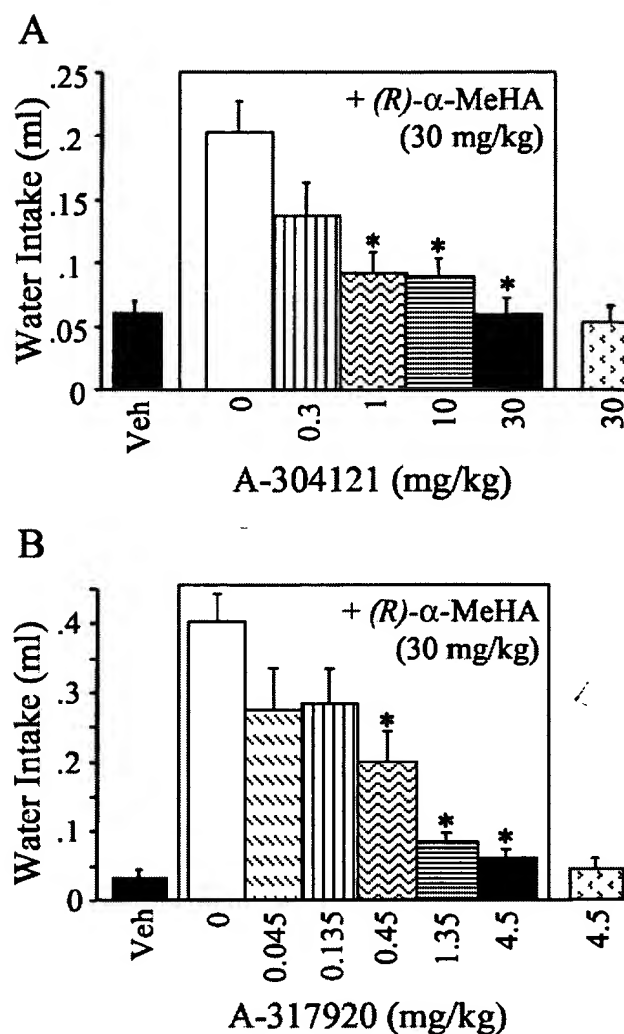 A
Water Intake (ml)
.25
.2
.15
.1
.05
0
+ (R)-α-MeHA
(30 mg/kg)
* * *
Veh 0 0.3 1 10 30 30
A-304121 (mg/kg)
B
Water Intake (ml)
.4
.3
.2
.1
0
+ (R)-α-MeHA
(30 mg/kg)
* * *
Veh 0 0.045 0.135 0.45 1.35 4.5 4.5
A-317920 (mg/kg)